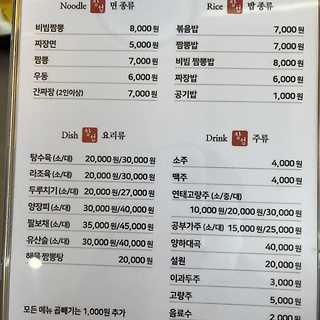 Noodle 면 종류
비빔짬뽕 8,000 원
짜장면 5,000 원
짬뽕 7,000 원
우동 6,000 원
간짜장 (2인이상) 7,000 원
Rice 밥 종류
볶음밥 7,000 원
짬뽕밥 7,000 원
비빔 짬뽕밥 8,000 원
짜장밥 6,000 원
공기밥 1,000 원
Dish 요리류
탕수육 (소/대) 20,000 원/30,000 원
라조육 (소/대) 20,000 원/30,000 원
두루치기 (소/대) 20,000 원/27,000 원
양장피 (소/대) 30,000 원/40,000 원
팔보채 (소/대) 35,000 원/45,000 원
유산슬 (소/대) 30,000 원/40,000 원
해물 짬뽕탕 20,000 원
모든 메뉴 곱빼기는 1,000원 추가
Drink 주류
소주 4,000 원
맥주 4,000 원
연태고량주 (소/중/대)
10,000원/20,000원/30,000 원
공부가주 (소/대) 15,000 원/25,000 원
양하대곡 40,000 원
설원 20,000 원
이과두주 3,000 원
고량주 5,000 원
음료수 2,000 원